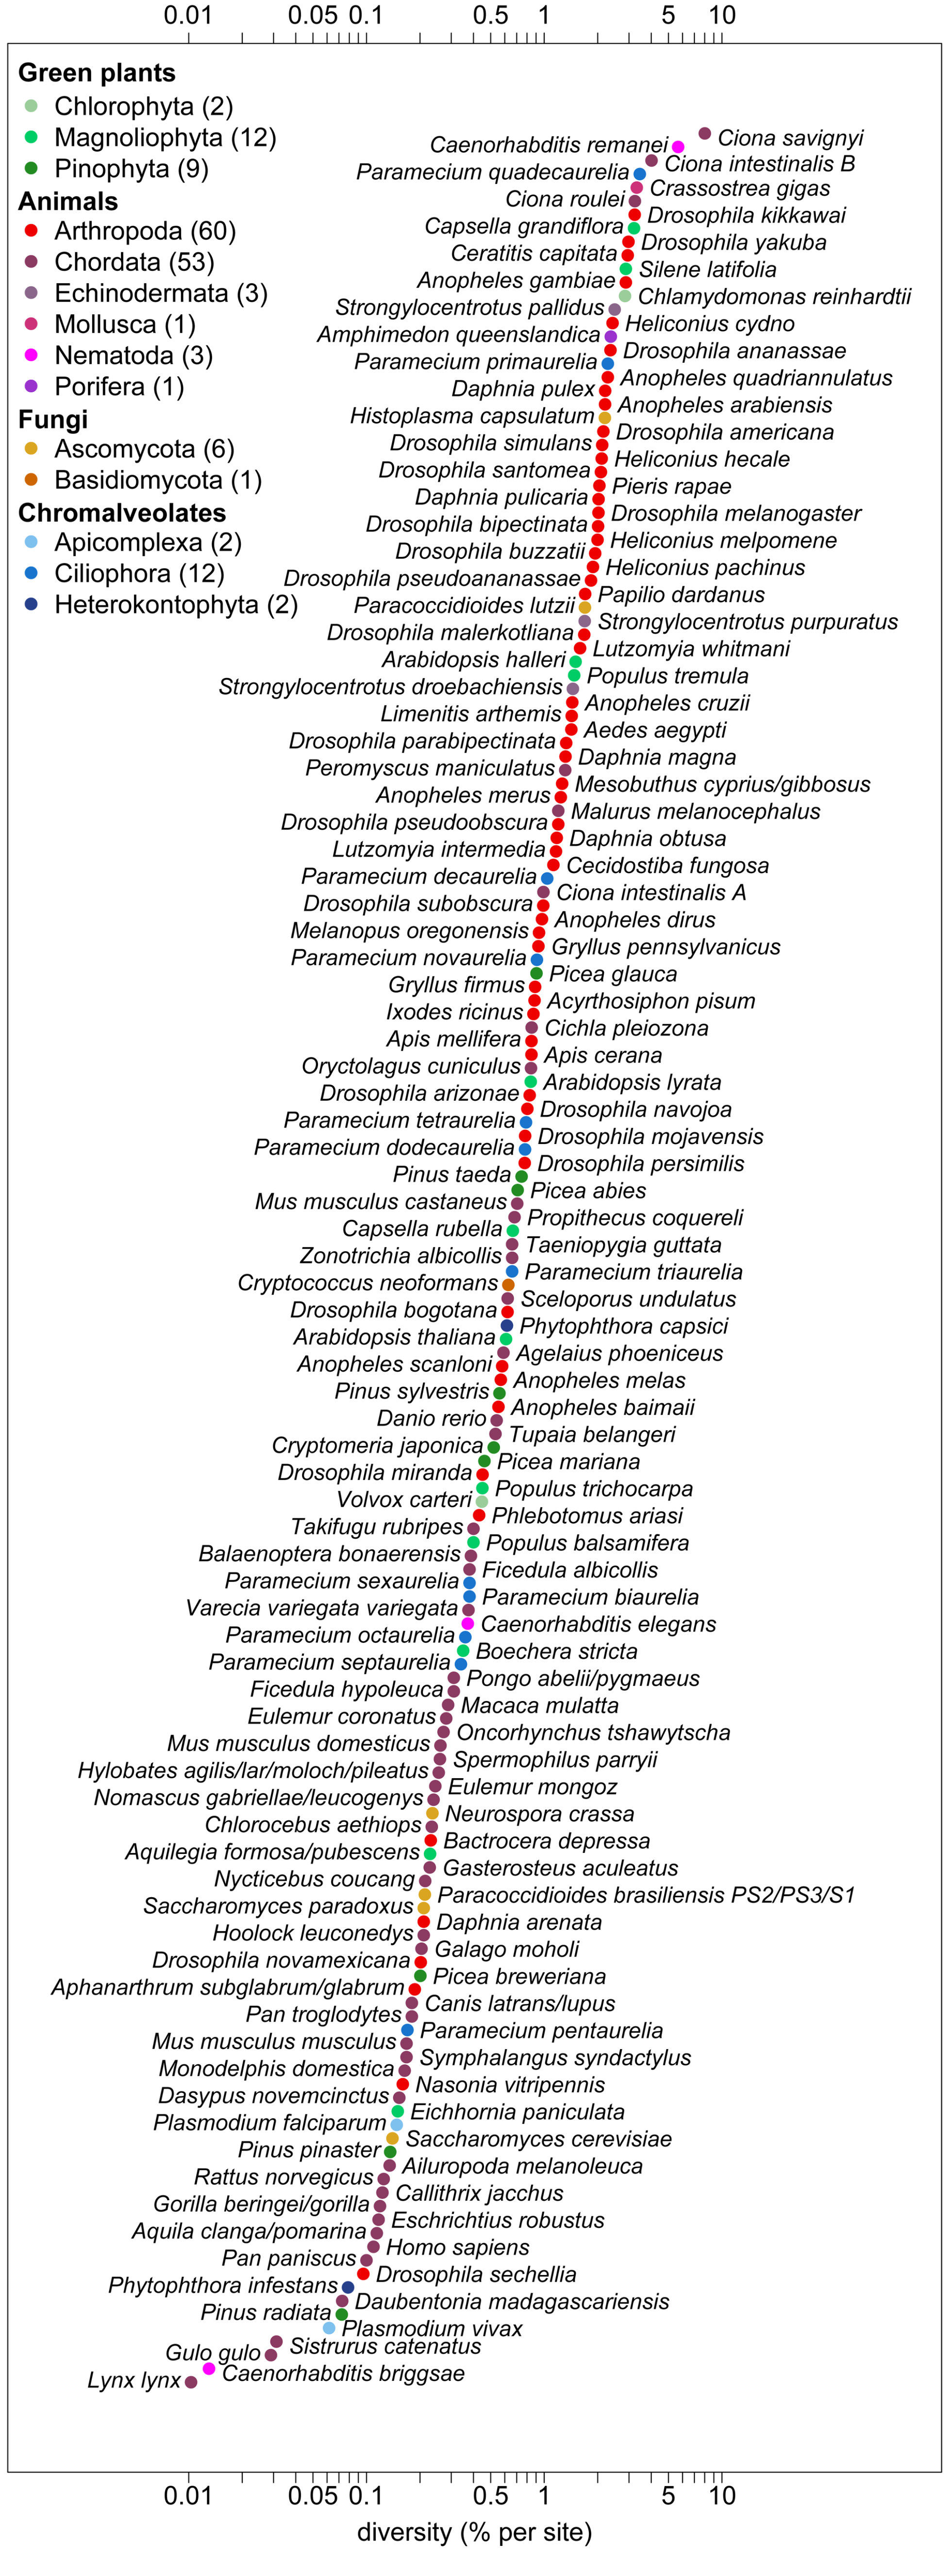 0.01 0.05 0.1 0.5 1 5 10
Green plants
Chlorophyta (2)
Magnoliophyta (12)
Pinophyta (9)
Animals
Arthropoda (60)
Chordata (53)
Echinodermata (3)
Mollusca (1)
Nematoda (3)
Porifera (1)
Fungi
Ascomycota (6)
Basidiomycota (1)
Chromalveolates
Apicomplexa (2)
Ciliophora (12)
Heterokontophyta (2)
Ciona savignyi
Caenorhabditis remanei
Ciona intestinalis B
Paramecium quadecaurelia
Crassostrea gigas
Ciona roulei
Drosophila kikkawai
Capsella grandiflora
Drosophila yakuba
Ceratitis capitata
Silene latifolia
Anopheles gambiae
Chlamydomonas reinhardtii
Strongylocentrotus pallidus
Heliconius cydno
Amphimedon queenslandica
Drosophila ananassae
Paramecium primaurelia
Anopheles quadriannulatus
Daphnia pulex
Anopheles arabiensis
Histoplasma capsulatum
Drosophila americana
Drosophila simulans
Heliconius hecale
Drosophila santomea
Pieris rapae
Daphnia pulicaria
Drosophila melanogaster
Drosophila bipectinata
Heliconius melpomene
Drosophila buzzatii
Heliconius pachinus
Drosophila pseudoananassae
Papilio dardanus
Paracoccidioides lutzii
Strongylocentrotus purpuratus
Drosophila malerkotliana
Lutzomyia whitmani
Arabidopsis halleri
Populus tremula
Strongylocentrotus droebachiensis
Anopheles cruzii
Limenitis arthemis
Aedes aegypti
Drosophila parabipectinata
Daphnia magna
Peromyscus maniculatus
Mesobuthus cyprius/gibbosus
Anopheles merus
Malurus melanocephalus
Drosophila pseudoobscura
Daphnia obtusa
Lutzomyia intermedia
Cecidostiba fungosa
Paramecium decaurelia
Ciona intestinalis A
Drosophila subobscura
Anopheles dirus
Melanopus oregonensis
Gryllus pennsylvanicus
Paramecium novaurelia
Picea glauca
Gryllus firmus
Acyrthosiphon pisum
Ixodes ricinus
Cichla pleiozona
Apis mellifera
Apis cerana
Oryctolagus cuniculus
Arabidopsis lyrata
Drosophila arizonae
Drosophila navojoa
Paramecium tetraurelia
Drosophila mojavensis
Paramecium dodecaurelia
Drosophila persimilis
Pinus taeda
Picea abies
Mus musculus castaneus
Propithecus coquereli
Capsella rubella
Taeniopygia guttata
Zonotrichia albicollis
Paramecium triaurelia
Cryptococcus neoformans
Sceloporus undulatus
Drosophila bogotana
Phytophthora capsici
Arabidopsis thaliana
Agelaius phoeniceus
Anopheles scanloni
Anopheles melas
Pinus sylvestris
Anopheles baimaii
Danio rerio
Tupaia belangeri
Cryptomeria japonica
Picea mariana
Drosophila miranda
Populus trichocarpa
Volvox carteri
Phlebotomus ariasi
Takifugu rubripes
Populus balsamifera
Balaenoptera bonaerensis
Ficedula albicollis
Paramecium sexaurelia
Paramecium biaurelia
Varecia variegata variegata
Caenorhabditis elegans
Paramecium octaurelia
Boechera stricta
Paramecium septaurelia
Pongo abelii/pygmaeus
Ficedula hypoleuca
Macaca mulatta
Eulemur coronatus
Oncorhynchus tshawytscha
Mus musculus domesticus
Spermophilus parryii
Hylobates agilis/lar/moloch/pileatus
Eulemur mongoz
Nomascus gabriellae/leucogenys
Neurospora crassa
Chlorocebus aethiops
Bactrocera depressa
Aquilegia formosa/pubescens
Gasterosteus aculeatus
Nycticebus coucang
Paracoccidioides brasiliensis PS2/PS3/S1
Saccharomyces paradoxus
Daphnia arenata
Hoolock leuconedys
Galago moholi
Drosophila novamexicana
Picea breweriana
Aphanarthrum subglabrum/glabrum
Canis latrans/lupus
Pan troglodytes
Paramecium pentaurelia
Mus musculus musculus
Symphalangus syndactylus
Monodelphis domestica
Nasonia vitripennis
Dasypus novemcinctus
Eichhornia paniculata
Plasmodium falciparum
Saccharomyces cerevisiae
Pinus pinaster
Ailuropoda melanoleuca
Rattus norvegicus
Callithrix jacchus
Gorilla beringei/gorilla
Eschrichtius robustus
Aquila clanga/pomarina
Homo sapiens
Pan paniscus
Drosophila sechellia
Phytophthora infestans
Daubentonia madagascariensis
Pinus radiata
Plasmodium vivax
Sistrurus catenatus
Gulo gulo
Caenorhabditis briggsae
Lynx lynx
0.01 0.05 0.1 0.5 1 5 10
diversity (% per site)